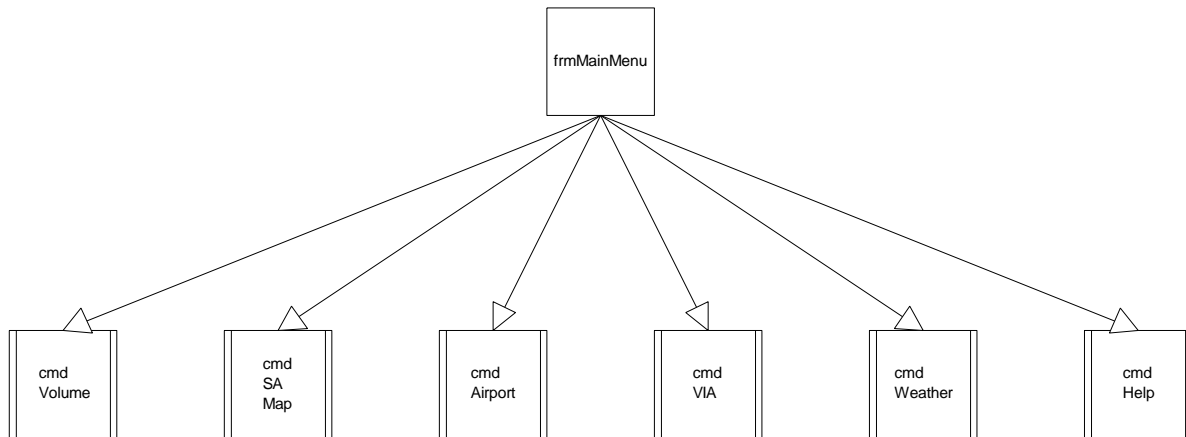 frmMainMenu
cmd
Volume
cmd
SA
Map
cmd
Airport
cmd
VIA
cmd
Weather
cmd
Help